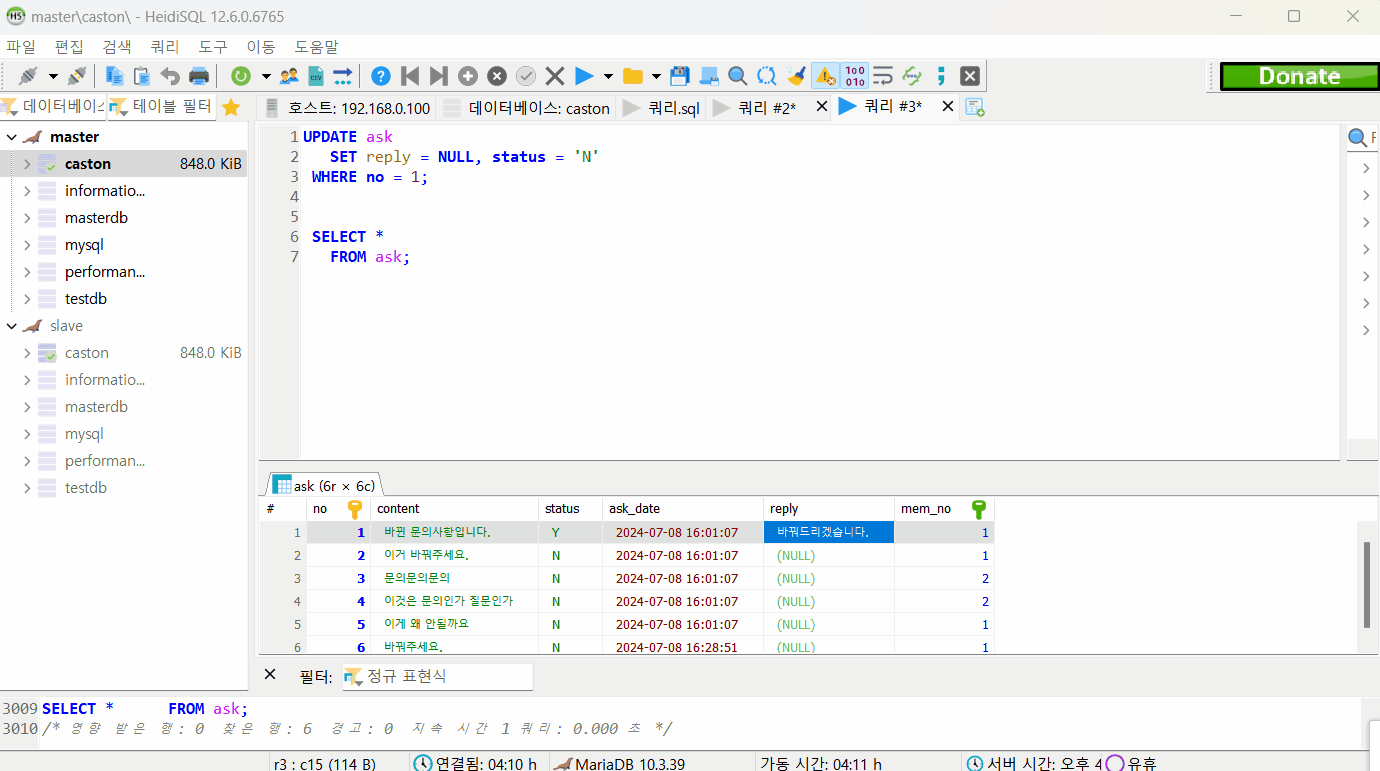 master\caston\ - HeidiSQL 12.6.0.6765
파일 편집 검색 쿼리 도구 이동 도움말
Donate
테이블 필터 호스트: 192.168.0.100 데이터베이스: caston 쿼리.sql 쿼리 #2* 쿼리 #3*
master
caston 848.0 KiB
informatio...
masterdb
mysql
performan...
testdb
slave
caston 848.0 KiB
informatio...
masterdb
mysql
performan...
testdb
1 UPDATE ask
2 SET reply = NULL, status = 'N'
3 WHERE no = 1;
4
5
6 SELECT *
7 FROM ask;
ask (6r × 6c)
# no content status ask_date reply mem_no
1 1 바뀐 문의사항입니다. Y 2024-07-08 16:01:07 바꿔드리겠습니다. 1
2 2 이거 바꿔주세요. N 2024-07-08 16:01:07 (NULL) 1
3 3 문의문의문의 N 2024-07-08 16:01:07 (NULL) 2
4 4 이것은 문의인가 질문인가 N 2024-07-08 16:01:07 (NULL) 2
5 5 이게 왜 안될까요 N 2024-07-08 16:01:07 (NULL) 1
6 6 바꿔주세요. N 2024-07-08 16:28:51 (NULL) 1
필터: 정규 표현식
3009 SELECT * FROM ask;
3010 /* 영향 받은 행: 0 찾은 행: 6 경고: 0 지속 시간 1 쿼리: 0.000 초 */
r3 : c15 (114 B) 연결됨: 04:10 h MariaDB 10.3.39 가동 시간: 04:11 h 서버 시간: 오후 4 유휴